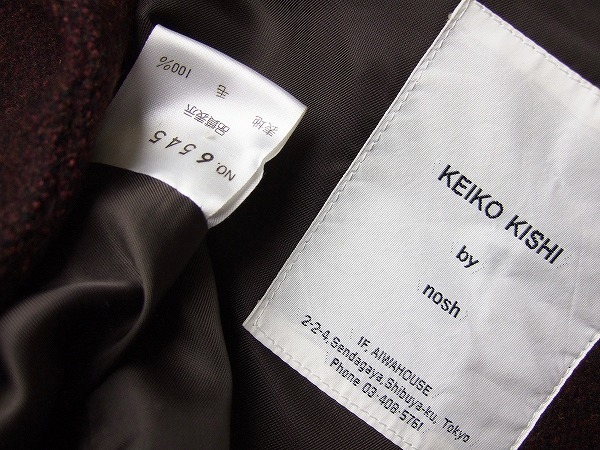 NO. 6545
品質表示
表地
毛 100%
KEIKO KISHI
by
nosh
1F, AIWAHOUSE
2-2-4, Sendagaya, Shibuya-ku, Tokyo
Phone 03-408-5761